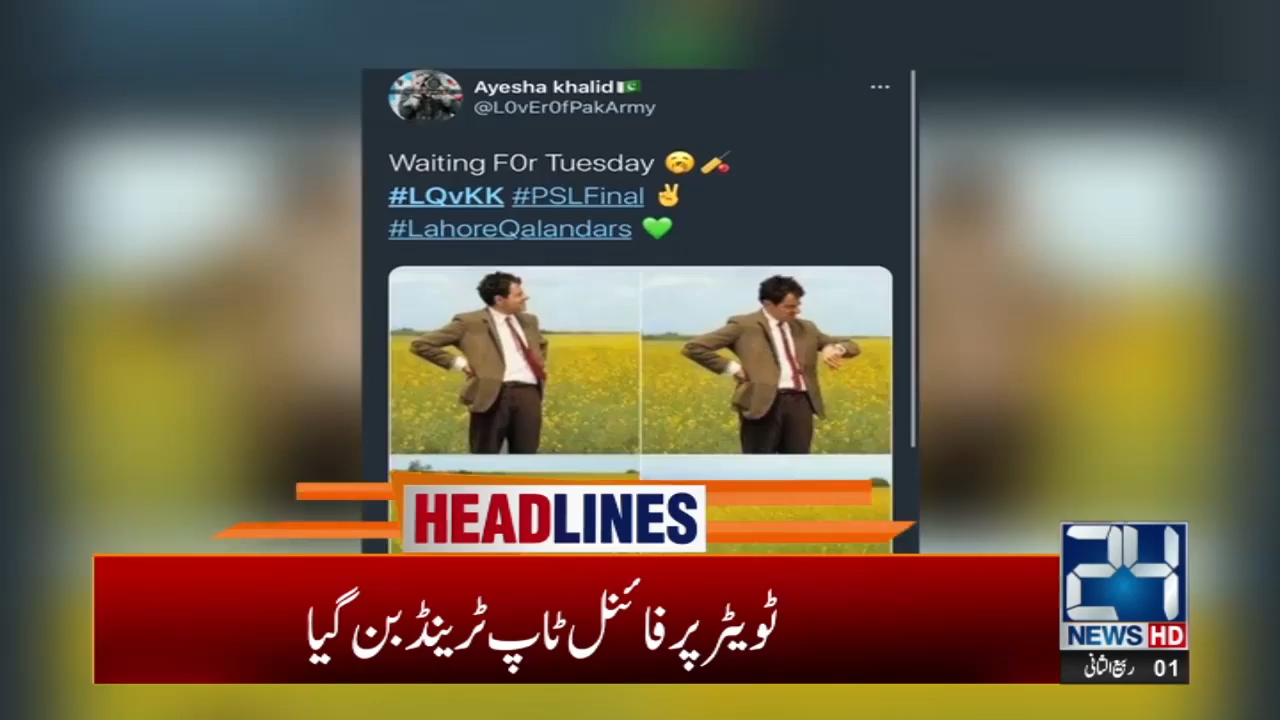 Ayesha khalid🇵🇰
@L0vEr0fPakArmy
Waiting F0r Tuesday 😭🏏
#LQvKK #PSLFinal ✌
#LahoreQalandars 💚
HEADLINES
ٹویٹر پر فائنل ٹاپ ٹرینڈ بن گیا
24
NEWS HD
01 ربیع الثانی